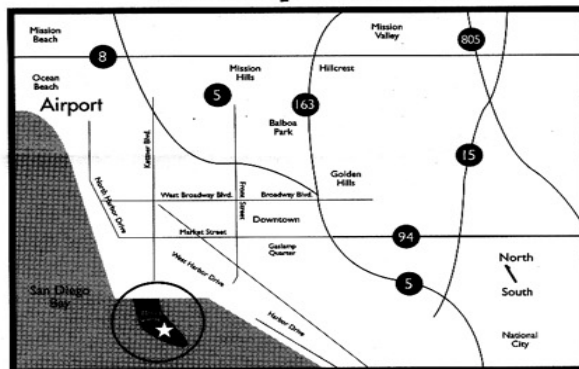 Mission
Beach
8
Ocean
Beach
Airport
Mission
Hills
5
Hillcrest
163
Balboa
Park
Mission
Valley
805
15
Golden
Hills
Kettner Blvd.
Front Street
North Harbor Drive
West Broadway Blvd.
Broadway Blvd.
Downtown
Market Street
Gaslamp
Quarter
94
West Harbor Drive
Harbor Drive
5
North
South
San Diego
Bay
National
City